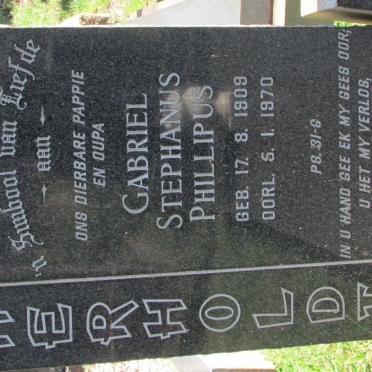 'n Simbool van Liefde
aan
ONS DIERBARE PAPPIE
EN OUPA
GABRIEL
STEPHANUS
PHILLIPUS
GEB. 17. 8. 1909
OORL. 5. 1. 1970
PS. 31-6
IN U HAND GEE EK MY GEES OOR,
U HET MY VERLOS,
ERHOLDT